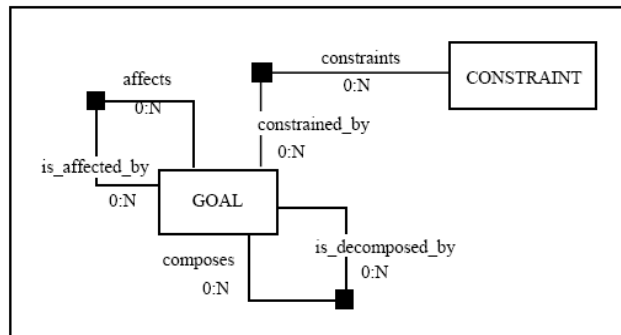 constraints
0:N
CONSTRAINT
affects
0:N
constrained_by
0:N
is_affected_by
0:N
GOAL
composes
0:N
is_decomposed_by
0:N